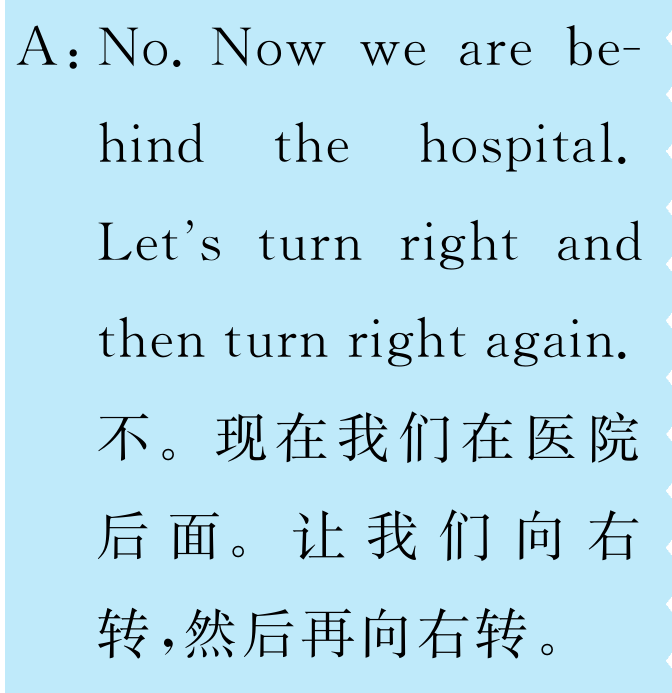 A: No. Now we are be-
hind the hospital.
Let's turn right and
then turn right again.
不。现在我们在医院
后面。让我们向右
转,然后再向右转。